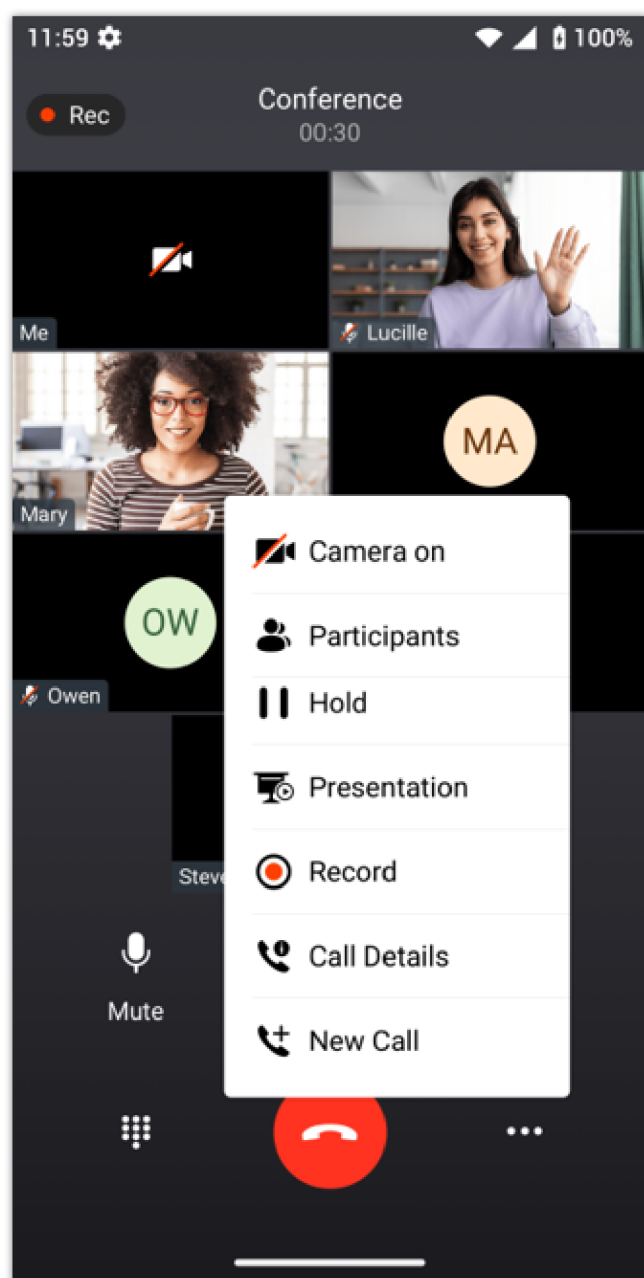 11:59 100%
Rec
Conference
00:30
Me
Lucille
Mary
MA
OW
Owen
Camera on
Participants
Hold
Presentation
Record
Call Details
New Call
Mute